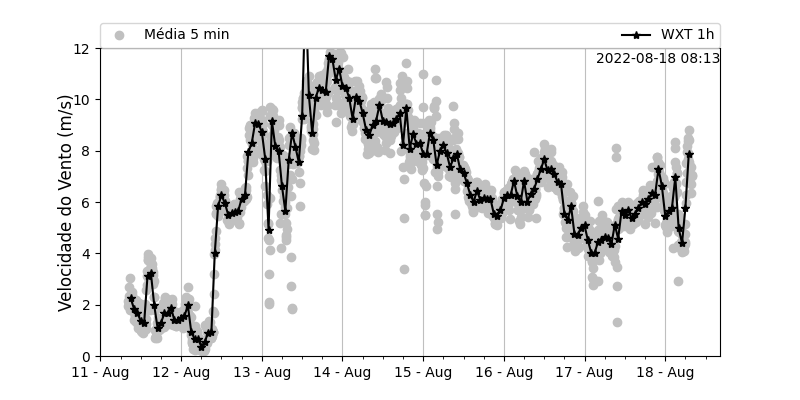 Média 5 min
WXT 1h
2022-08-18 08:13
Velocidade do Vento (m/s)
12
10
8
6
4
2
0
11 - Aug
12 - Aug
13 - Aug
14 - Aug
15 - Aug
16 - Aug
17 - Aug
18 - Aug